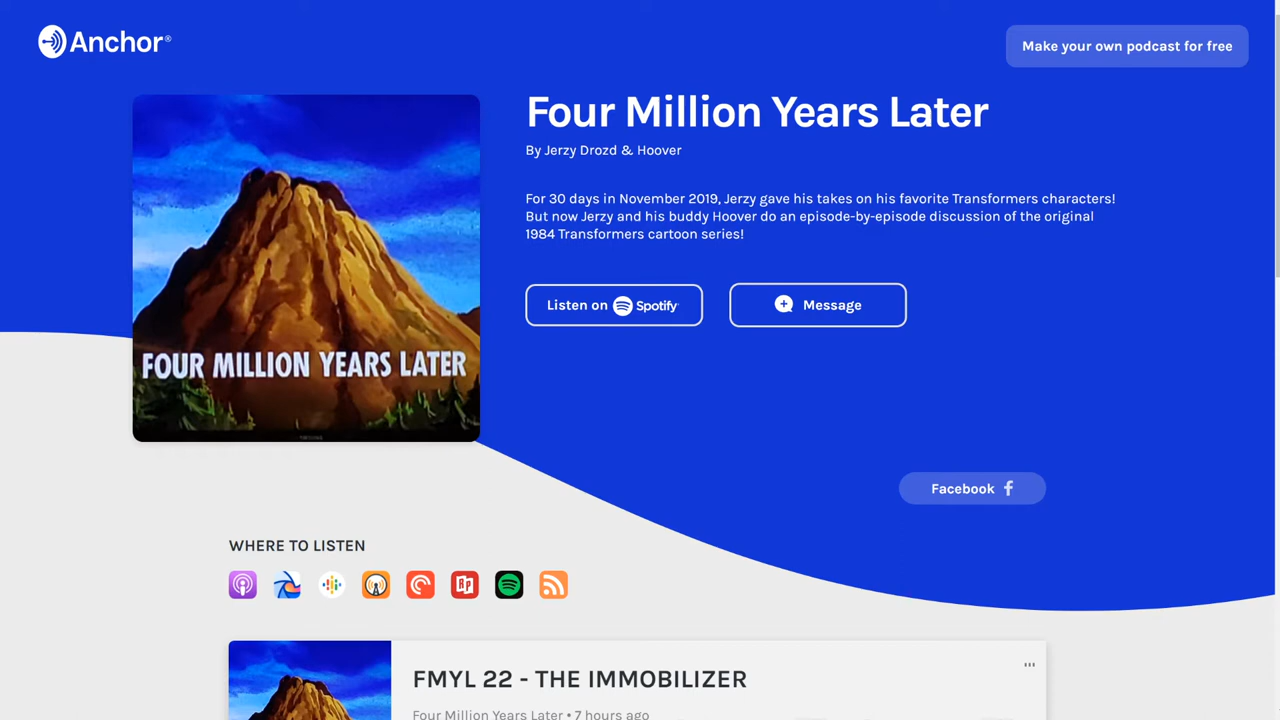 Anchor®
Make your own podcast for free
Four Million Years Later
By Jerzy Drozd & Hoover
For 30 days in November 2019, Jerzy gave his takes on his favorite Transformers characters!
But now Jerzy and his buddy Hoover do an episode-by-episode discussion of the original
1984 Transformers cartoon series!
Listen on Spotify
Message
FOUR MILLION YEARS LATER
Facebook
WHERE TO LISTEN
FMYL 22 - THE IMMOBILIZER
Four Million Years Later • 7 hours ago